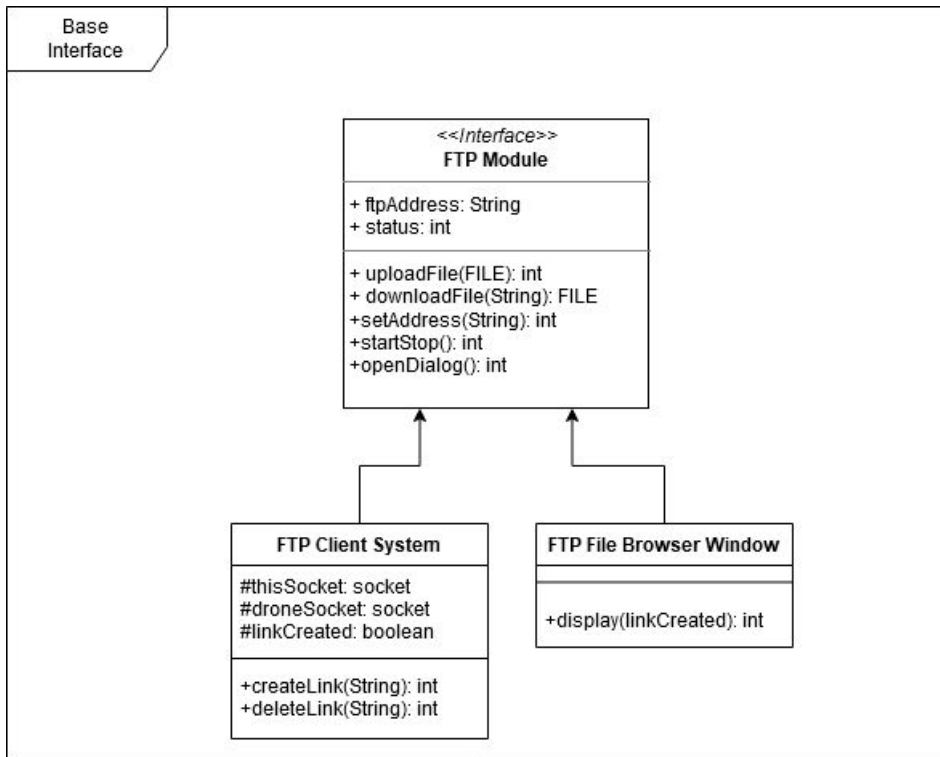 Base
Interface
<<Interface>>
FTP Module
+ ftpAddress: String
+ status: int
+ uploadFile(FILE): int
+ downloadFile(String): FILE
+setAddress(String): int
+startStop(): int
+openDialog(): int
FTP Client System
#thisSocket: socket
#droneSocket: socket
#linkCreated: boolean
+createLink(String): int
+deleteLink(String): int
FTP File Browser Window
+display(linkCreated): int